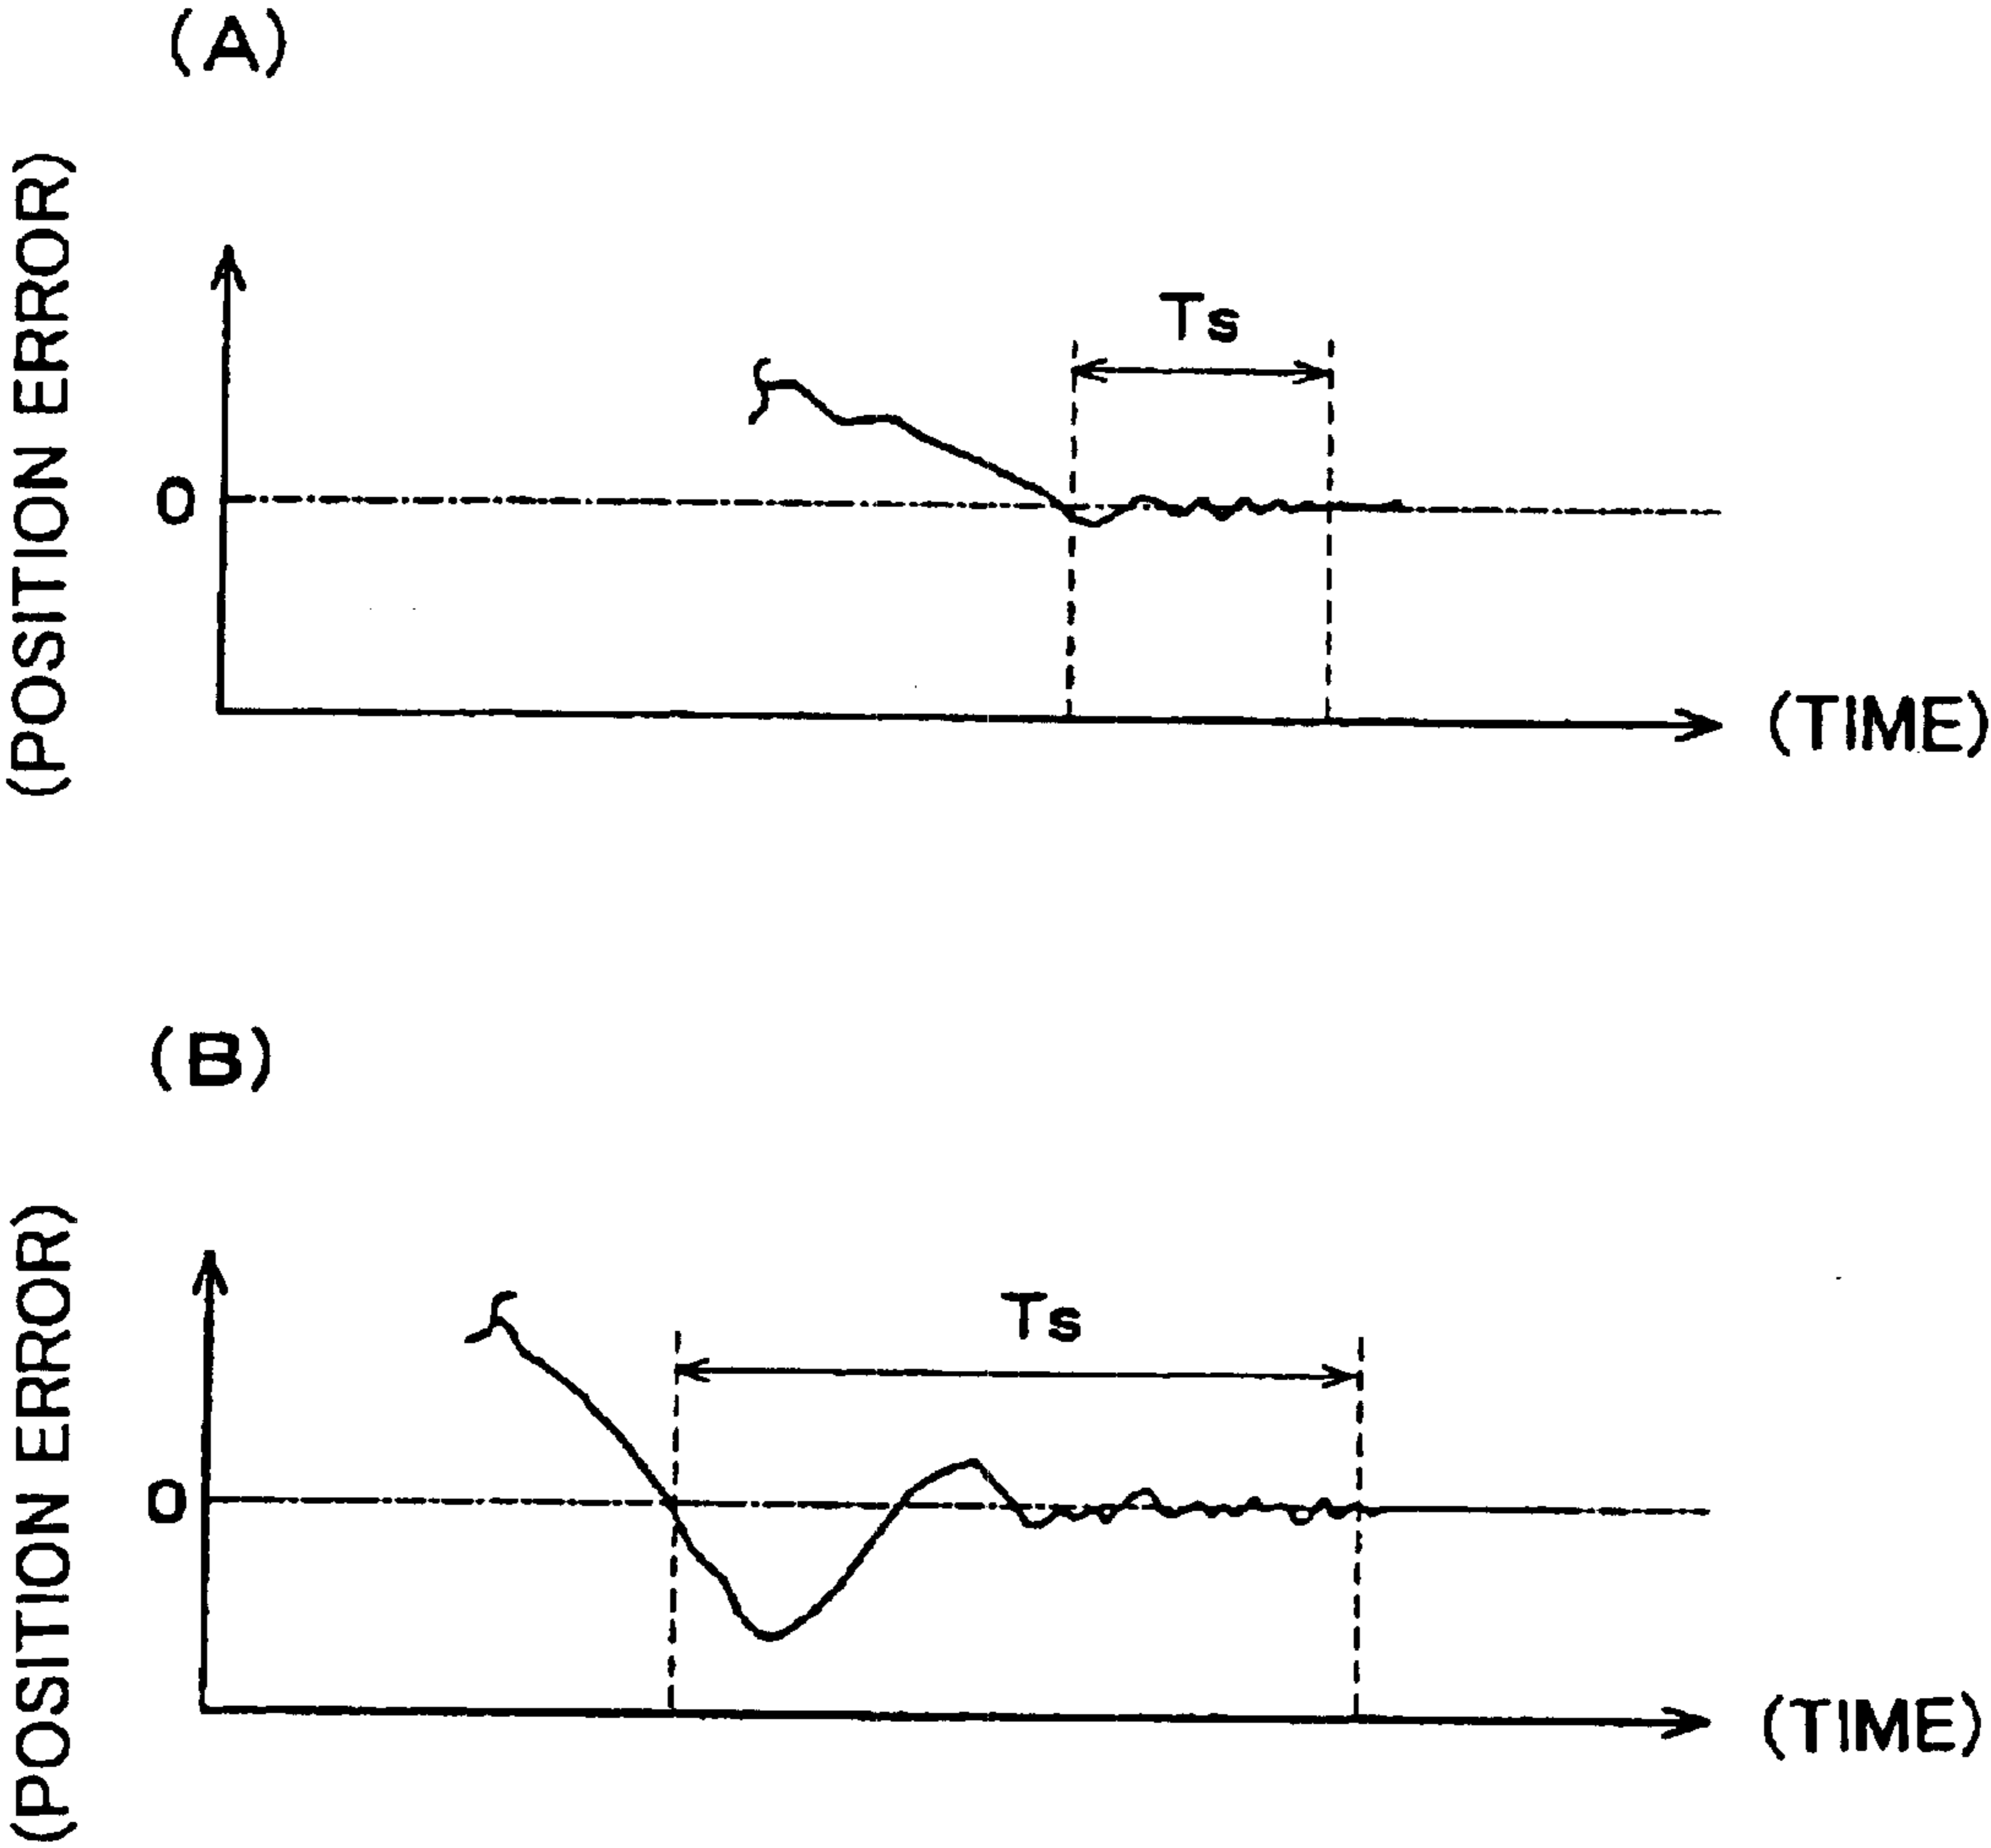 (A)
(POSITION ERROR)
Ts
0
(TIME)
(B)
(POSITION ERROR)
Ts
0
(TIME)